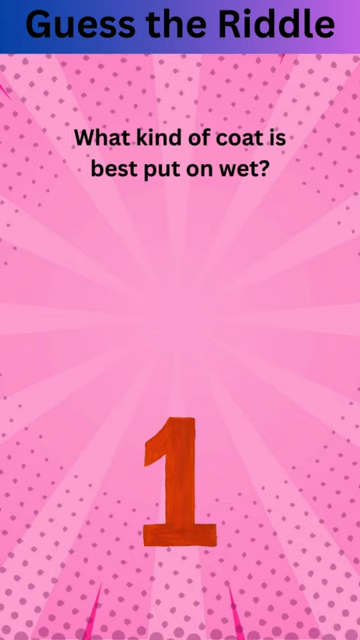 Guess the Riddle
What kind of coat is
best put on wet?
1